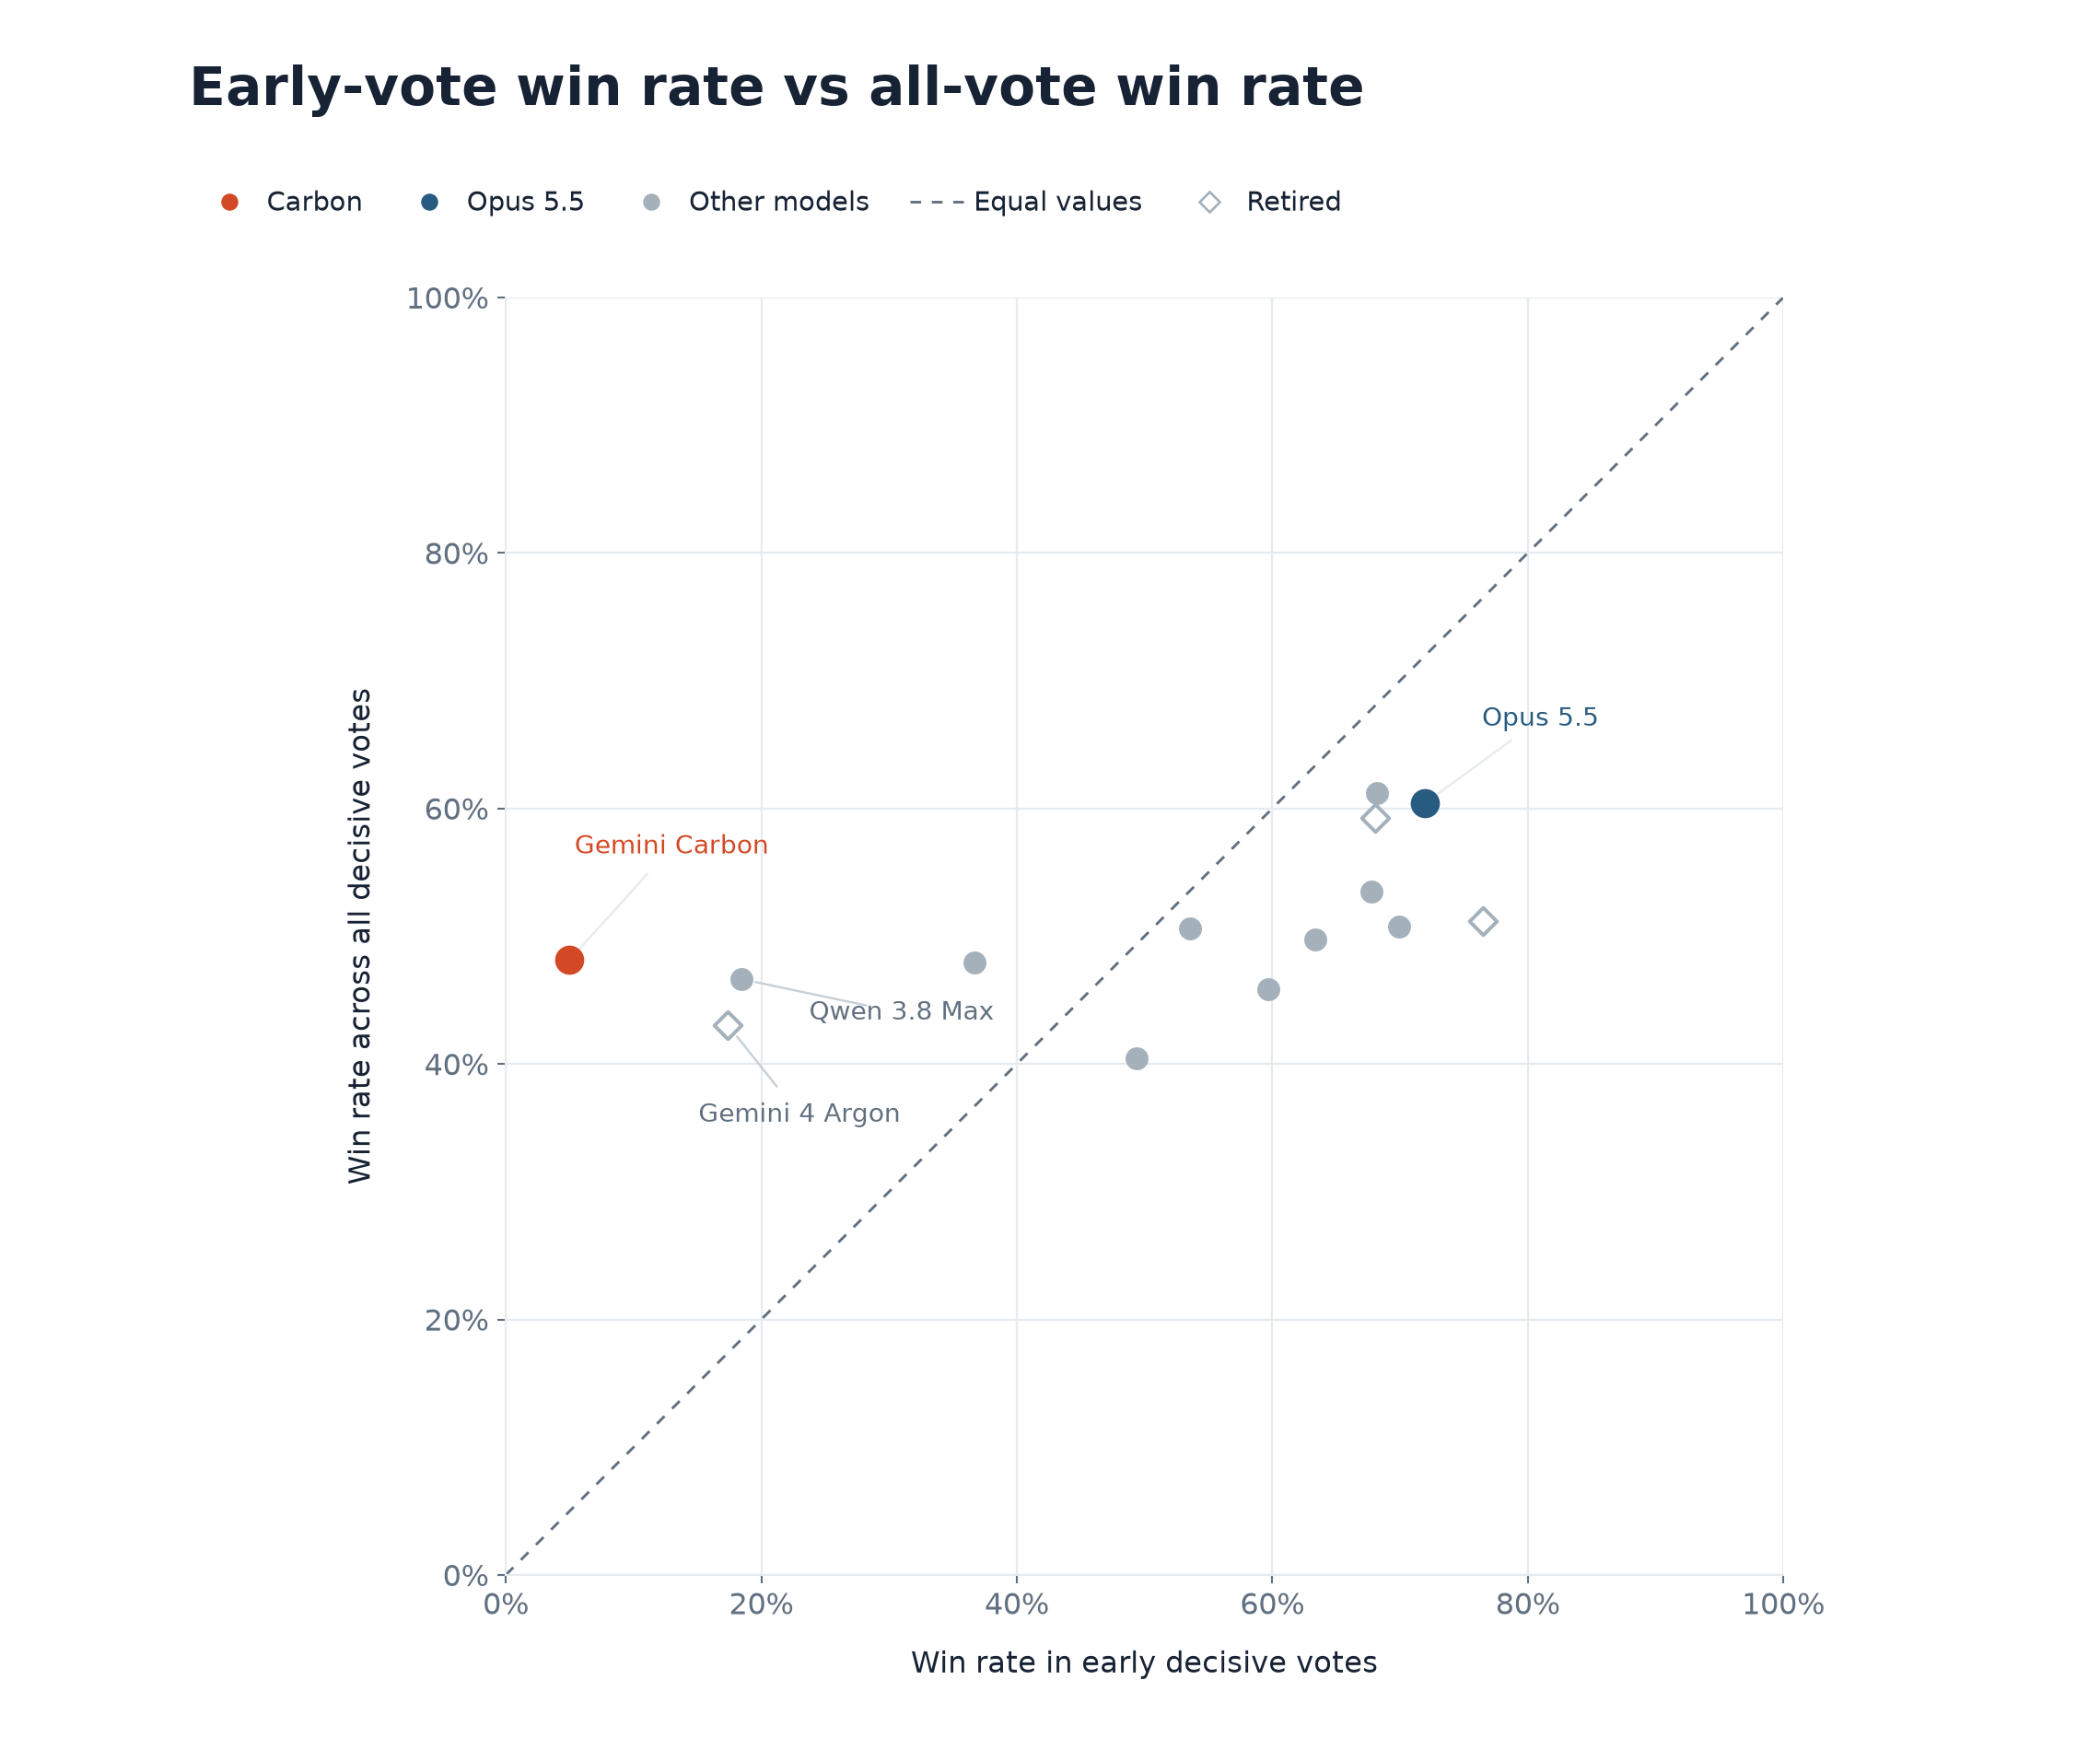 Early-vote win rate vs all-vote win rate
Carbon Opus 5.5 Other models Equal values Retired
100%
80%
60%
40%
20%
0%
Win rate across all decisive votes
Opus 5.5
Gemini Carbon
Qwen 3.8 Max
Gemini 4 Argon
0% 20% 40% 60% 80% 100%
Win rate in early decisive votes